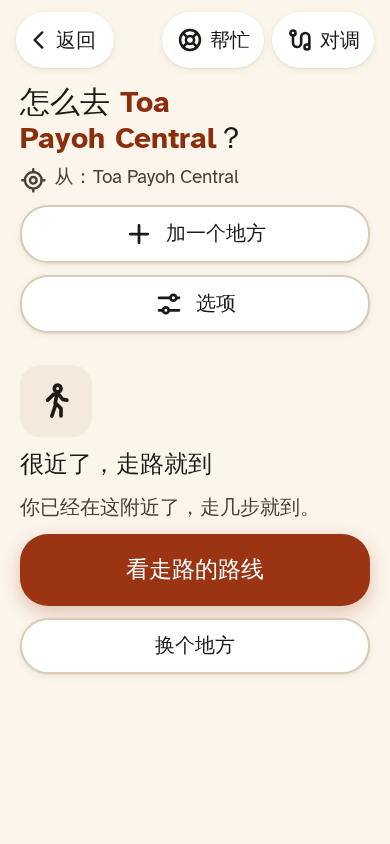 返回
帮忙
对调
怎么去 Toa
Payoh Central？
从：Toa Payoh Central
加一个地方
选项
很近了，走路就到
你已经在这附近了，走几步就到。
看走路的路线
换个地方